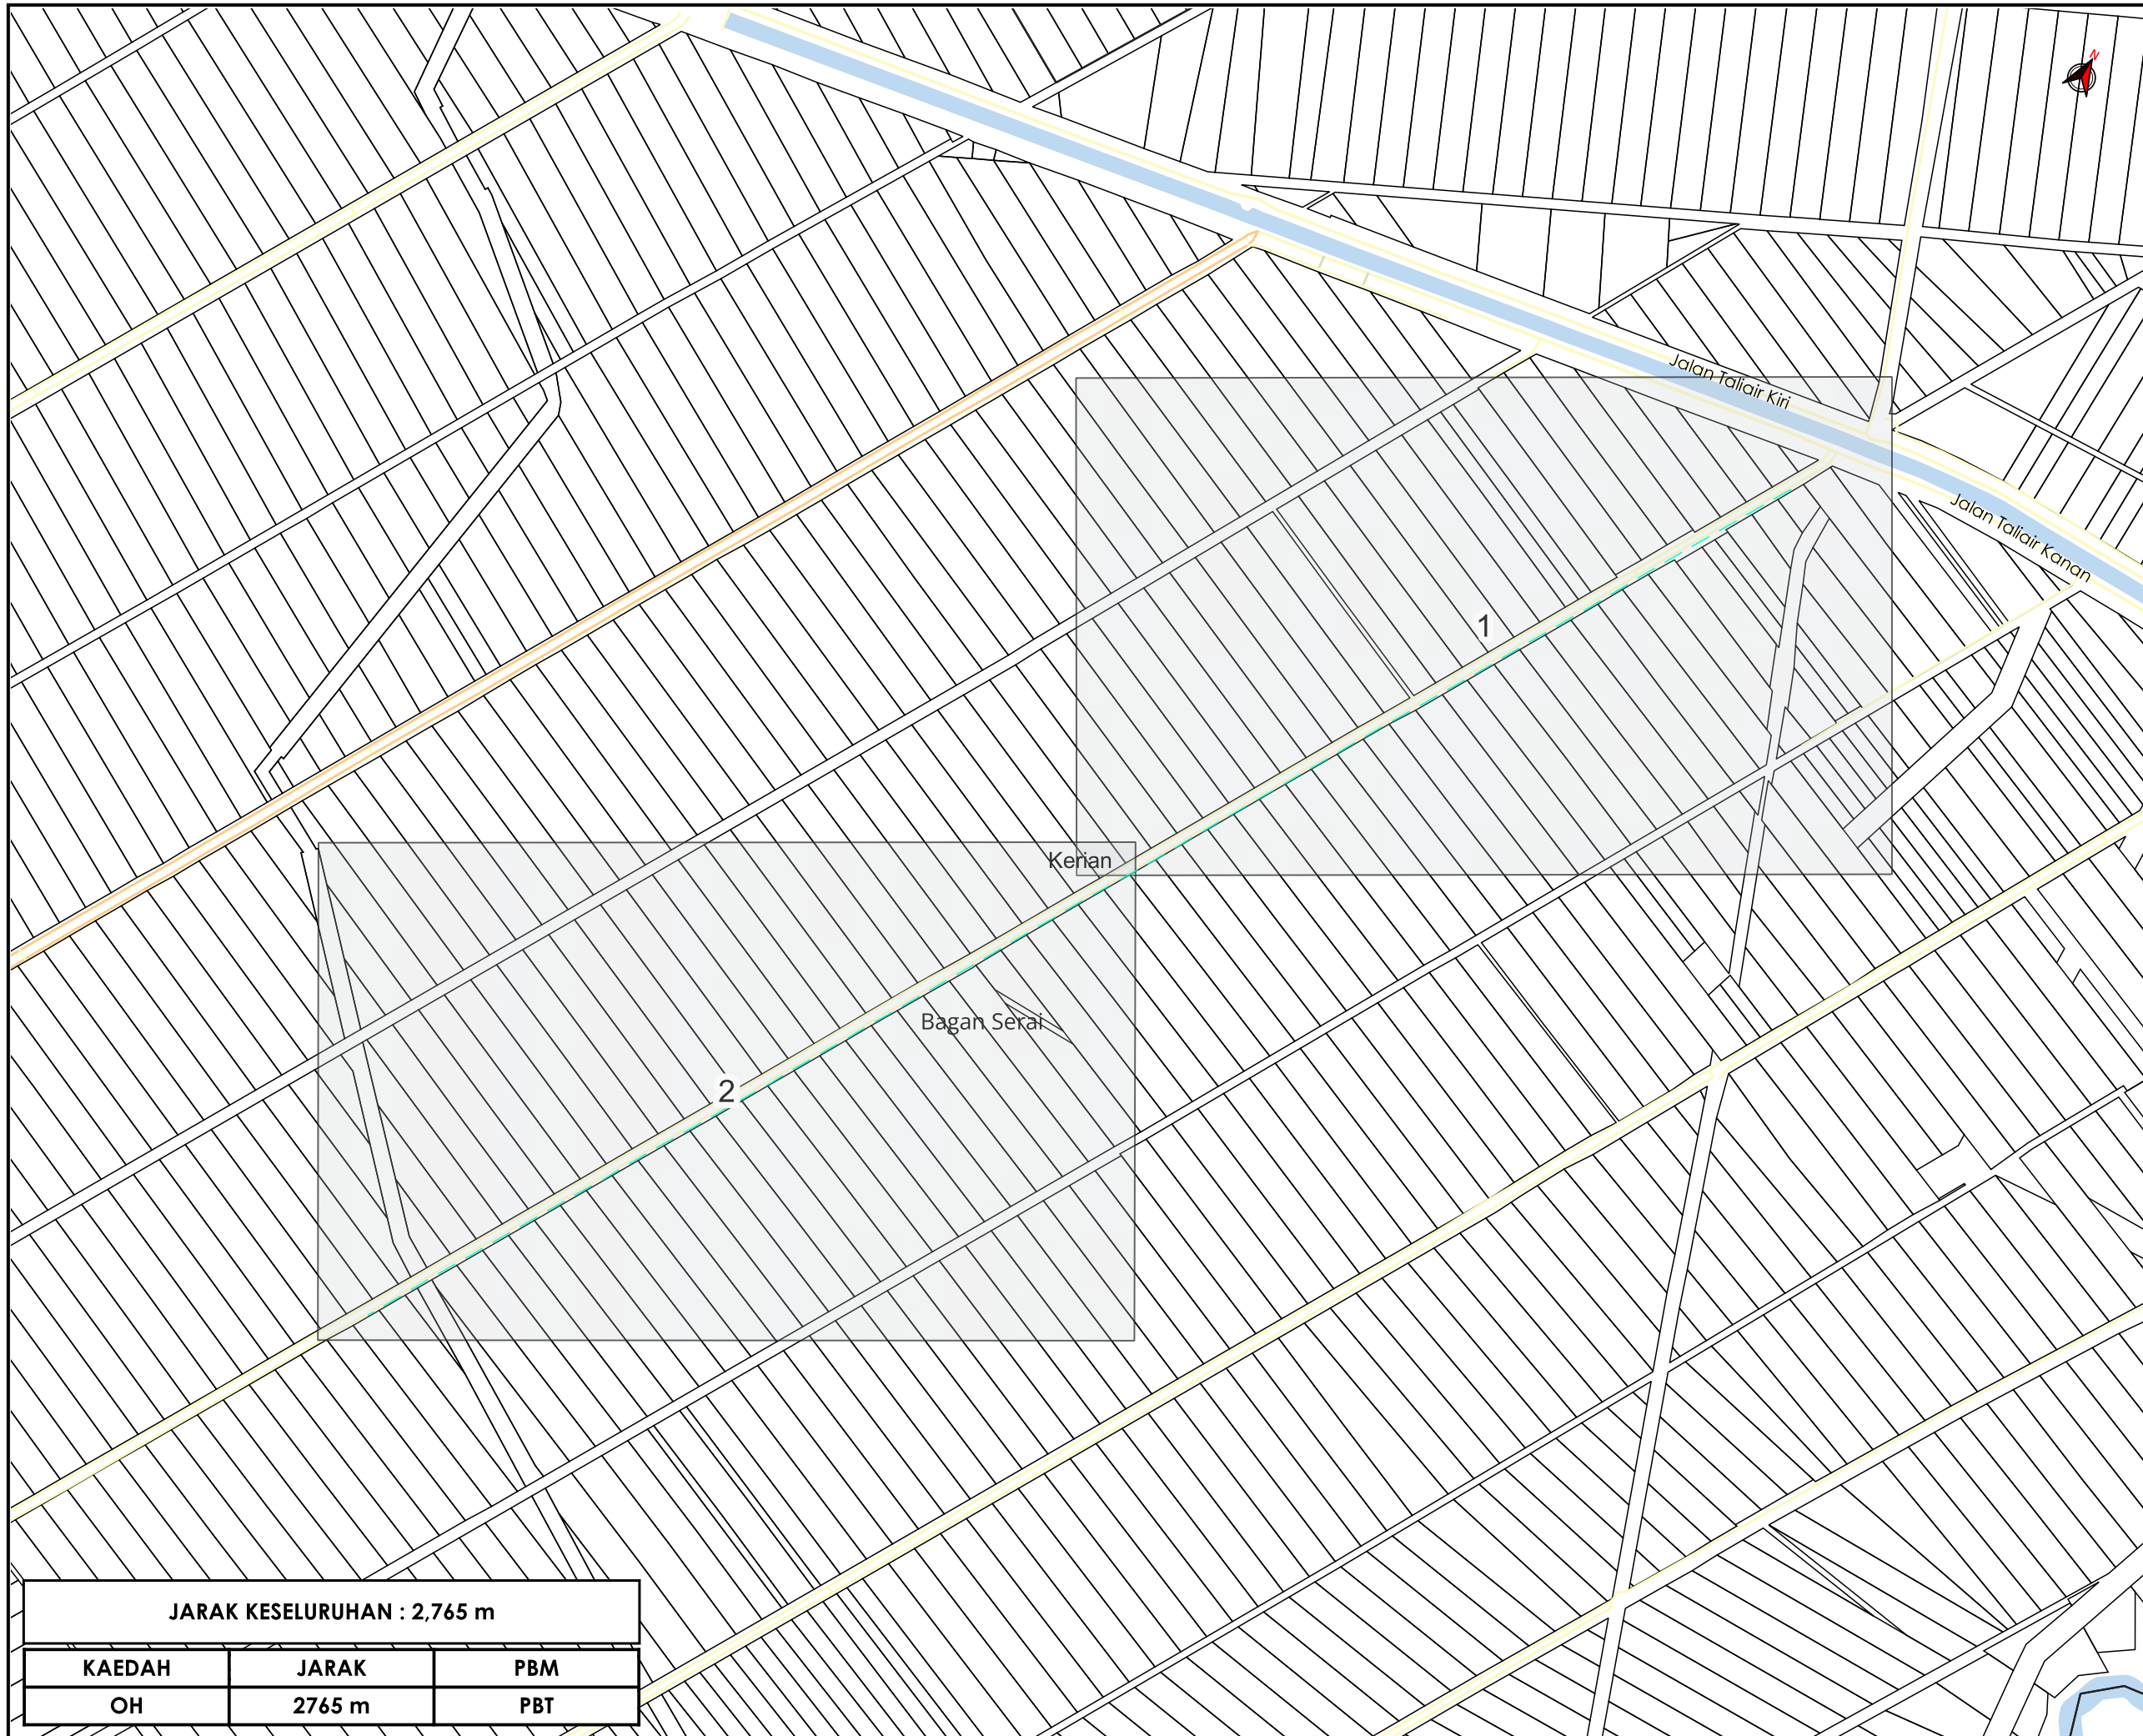 N
Jalan Taliair Kiri
Jalan Taliair Kanan
1
Kerian
Bagan Serai
2
JARAK KESELURUHAN : 2,765 m
KAEDAH JARAK PBM
OH 2765 m PBT